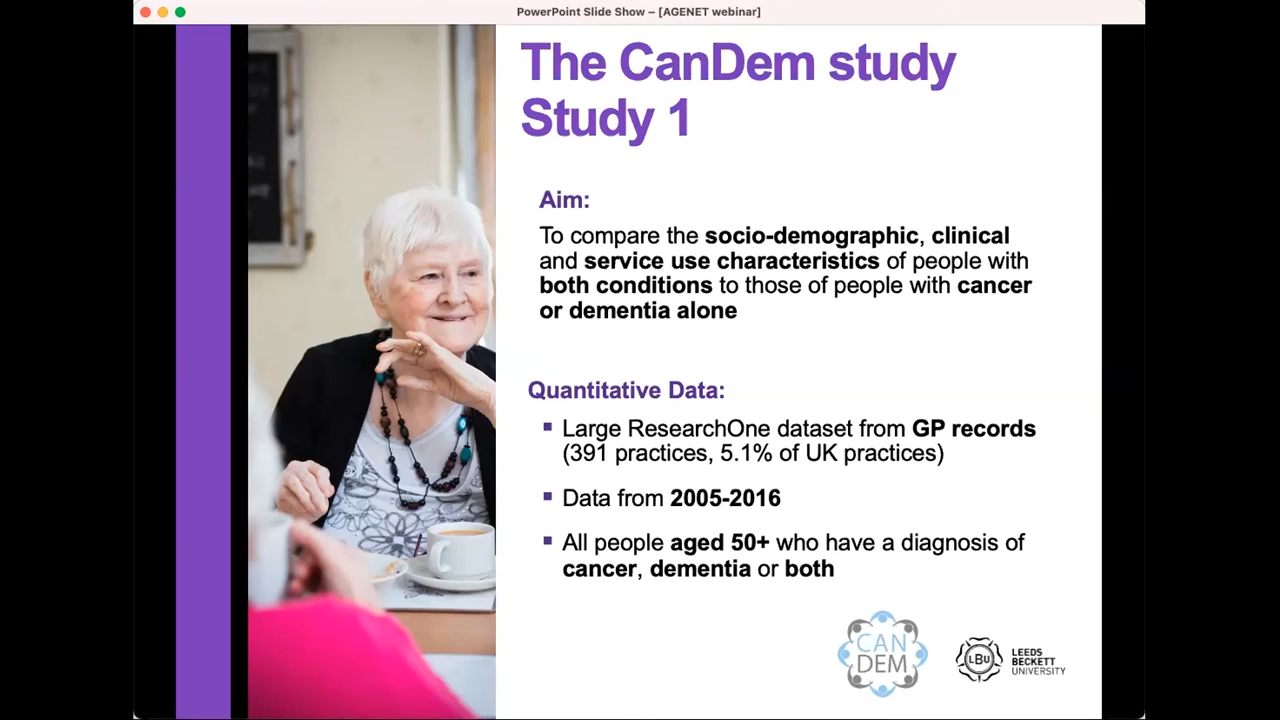 PowerPoint Slide Show – [AGENET webinar]
The CanDem study
Study 1
Aim:
To compare the socio-demographic, clinical
and service use characteristics of people with
both conditions to those of people with cancer
or dementia alone
Quantitative Data:
▪ Large ResearchOne dataset from GP records
(391 practices, 5.1% of UK practices)
▪ Data from 2005-2016
▪ All people aged 50+ who have a diagnosis of
cancer, dementia or both
CAN
DEM
LBU
LEEDS
BECKETT
UNIVERSITY